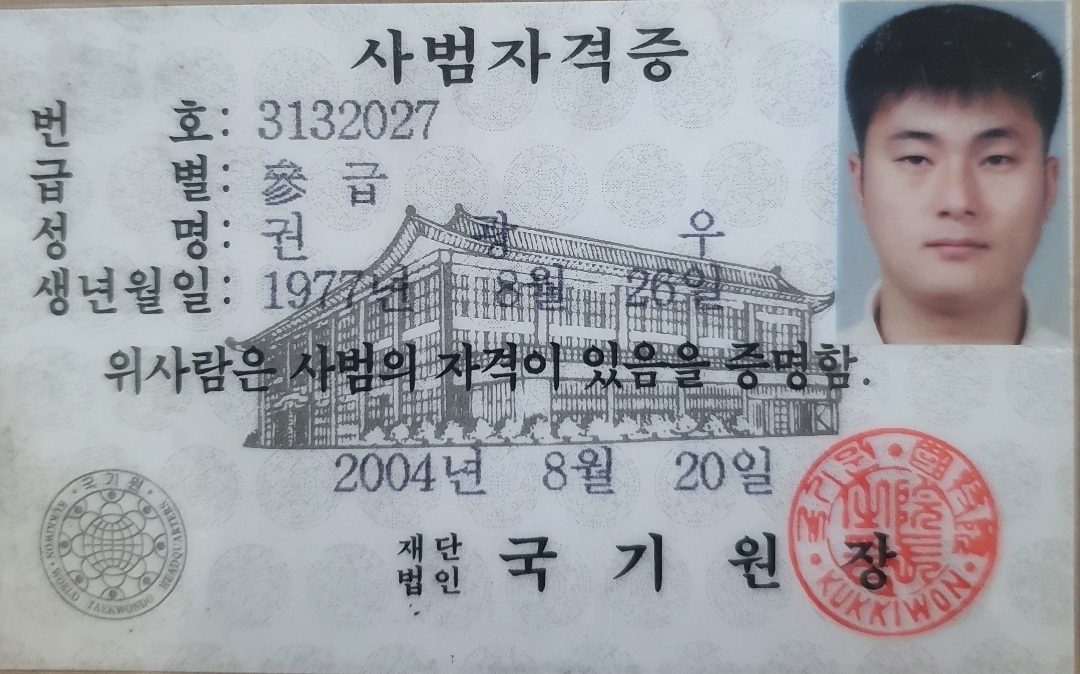 사범자격증
번 호: 3132027
급 별: 參 급
성 명: 권 광 우
생년월일: 1977년 8월 26일
위사람은 사범의 자격이 있음을 증명함.
2004년 8월 20일
재단법인 국기원장
·국기원·
KUKKIWON·WORLD TAEKWONDO HEADQUARTERS
KUKKIWON